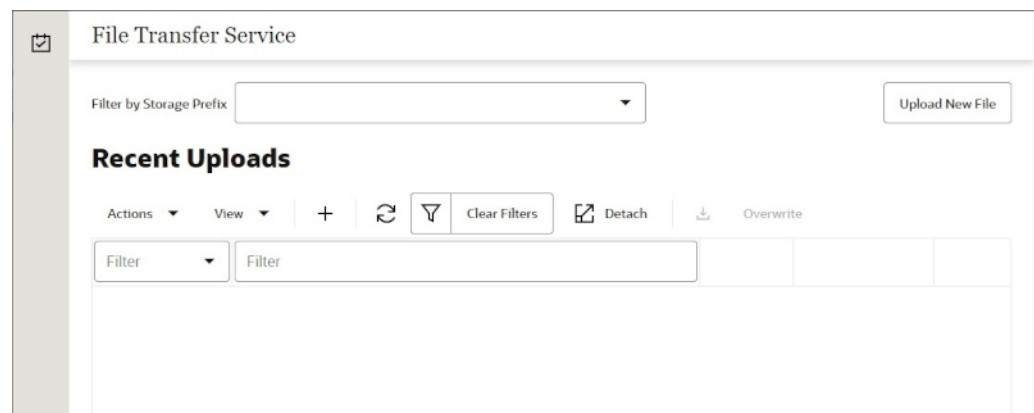 File Transfer Service
Filter by Storage Prefix
Upload New File
Recent Uploads
Actions View Clear Filters Detach Overwrite
Filter Filter